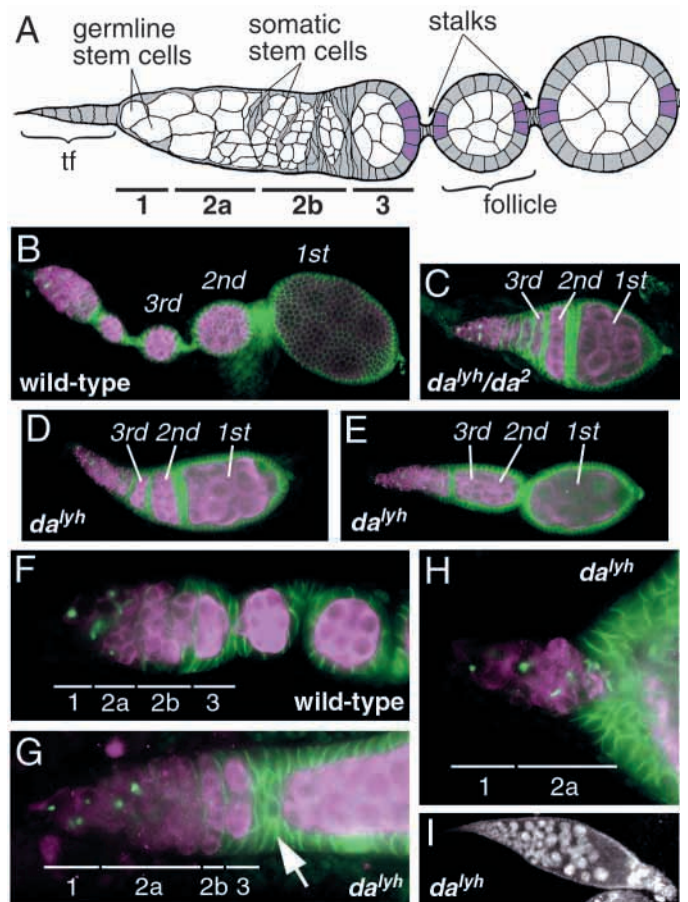 A
germline
stem cells
somatic
stem cells
stalks
tf
1
2a
2b
3
follicle
B
1st
2nd
3rd
wild-type
C
3rd 2nd 1st
da^lyh/da^2
D
3rd 2nd 1st
da^lyh
E
3rd 2nd 1st
da^lyh
F
1 2a 2b 3
wild-type
G
1 2a 2b 3
da^lyh
H
da^lyh
1 2a
I
da^lyh